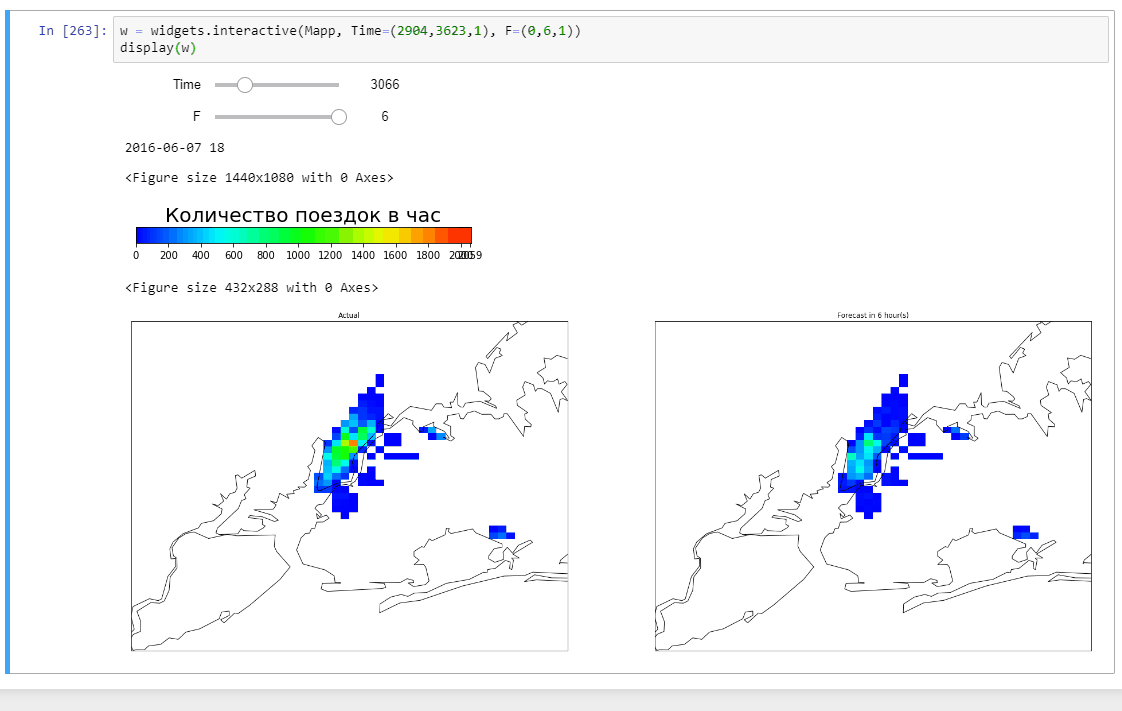 In [263]: w = widgets.interactive(Mapp, Time=(2904,3623,1), F=(0,6,1))
display(w)
Time 3066
F 6
2016-06-07 18
<Figure size 1440x1080 with 0 Axes>
Количество поездок в час
0 200 400 600 800 1000 1200 1400 1600 1800 2000 2059
<Figure size 432x288 with 0 Axes>
Actual Forecast in 6 hour(s)